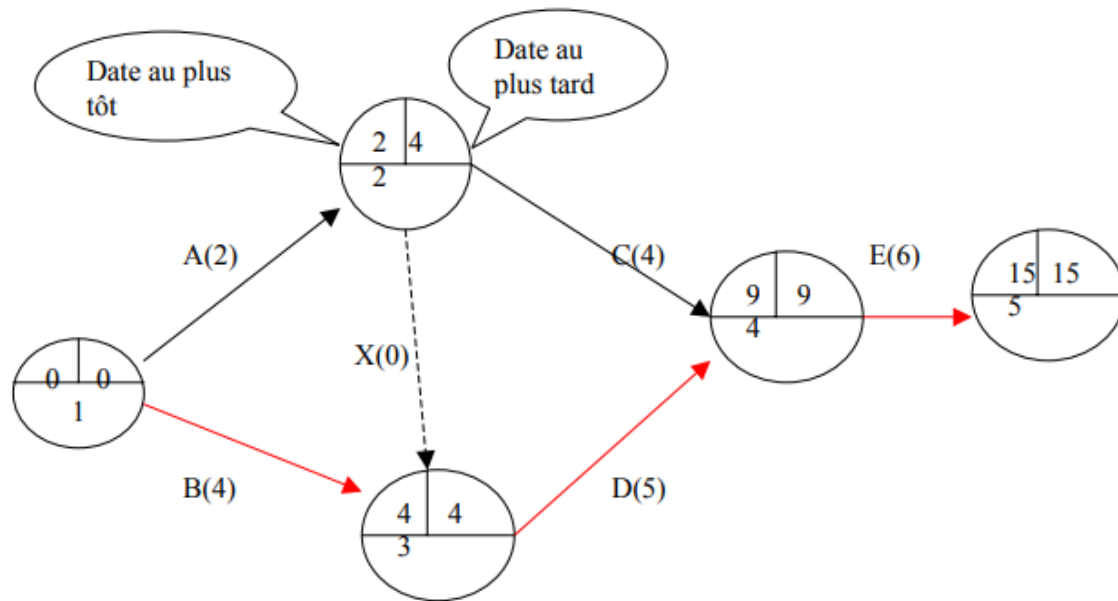 Date au plus
tôt
Date au
plus tard
2 4
2
A(2)
C(4)
E(6)
15 15
5
9 9
4
X(0)
0 0
1
B(4)
D(5)
4 4
3